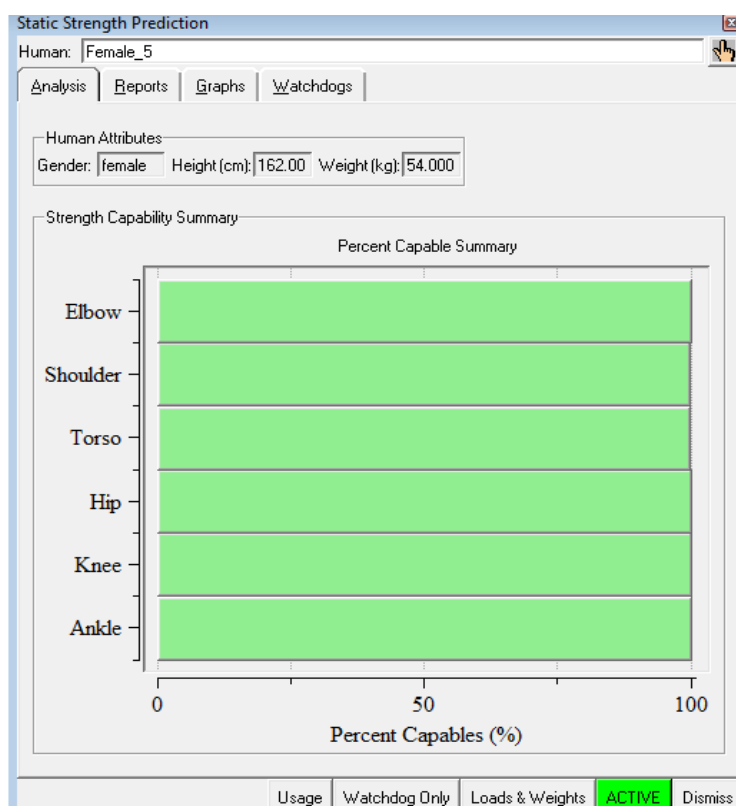 Static Strength Prediction
Human: Female_5
Analysis Reports Graphs Watchdogs
Human Attributes
Gender: female Height (cm): 162.00 Weight (kg): 54.000
Strength Capability Summary
Percent Capable Summary
Elbow
Shoulder
Torso
Hip
Knee
Ankle
0 50 100
Percent Capables (%)
Usage Watchdog Only Loads & Weights ACTIVE Dismiss